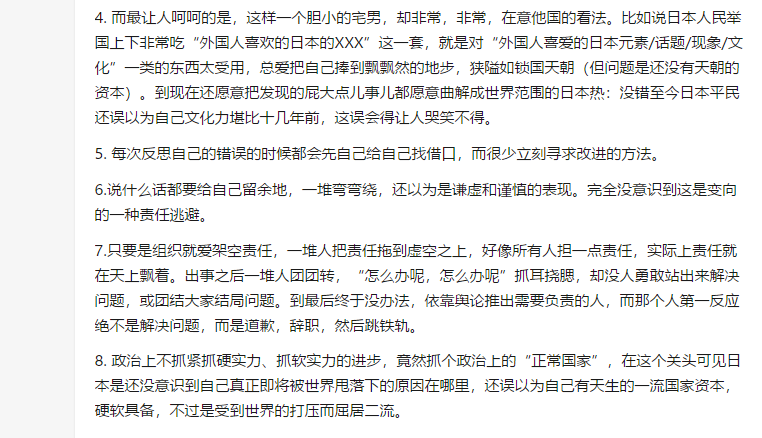 4. 而最让人呵呵的是，这样一个胆小的宅男，却非常，非常，在意他国的看法。比如说日本人民举
国上下非常吃“外国人喜欢的日本的XXX”这一套，就是对“外国人喜爱的日本元素/话题/现象/文
化”一类的东西太受用，总爱把自己捧到飘飘然的地步，狭隘如锁国天朝（但问题是还没有天朝的
资本）。到现在还愿意把发现的屁大点儿事儿都愿意曲解成世界范围的日本热：没错至今日本平民
还误以为自己文化力堪比十几年前，这误会得让人哭笑不得。
5. 每次反思自己的错误的时候都会先自己给自己找借口，而很少立刻寻求改进的方法。
6.说什么话都要给自己留余地，一堆弯弯绕，还以为是谦虚和谨慎的表现。完全没意识到这是变向
的一种责任逃避。
7.只要是组织就爱架空责任，一堆人把责任拖到虚空之上，好像所有人担一点责任，实际上责任就
在天上飘着。出事之后一堆人团团转，“怎么办呢，怎么办呢”抓耳挠腮，却没人勇敢站出来解决
问题，或团结大家结局问题。到最后终于没办法，依靠舆论推出需要负责的人，而那个人第一反应
绝不是解决问题，而是道歉，辞职，然后跳铁轨。
8. 政治上不抓紧抓硬实力、抓软实力的进步，竟然抓个政治上的“正常国家”，在这个关头可见日
本是还没意识到自己真正即将被世界甩落下的原因在哪里，还误以为自己有天生的一流国家资本，
硬软具备，不过是受到世界的打压而屈居二流。